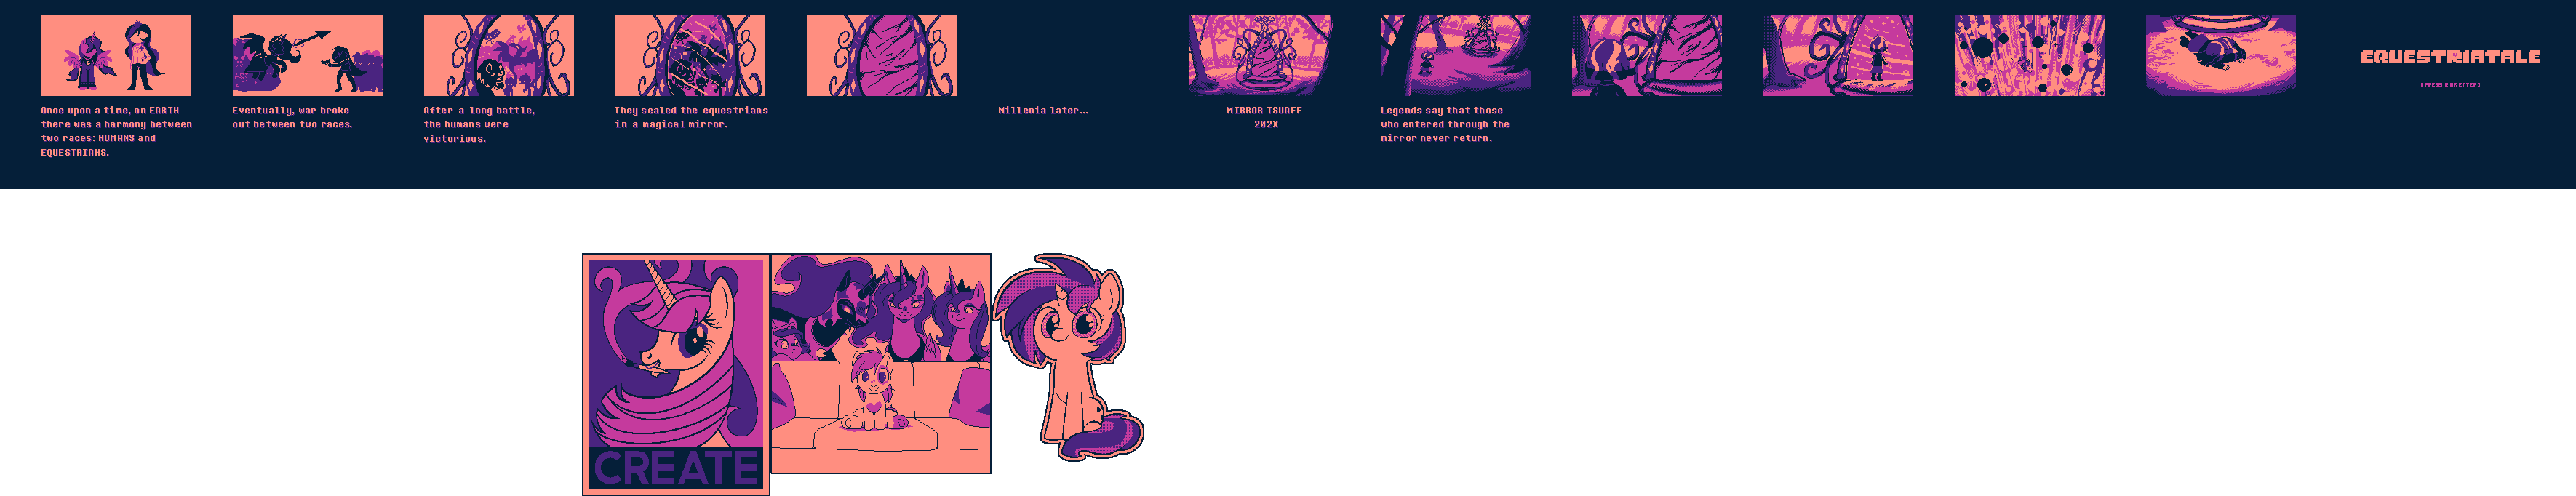 Once upon a time, on EARTH
there was a harmony between
two races: HUMANS and
EQUESTRIANS.
Eventually, war broke
out between two races.
After a long battle,
the humans were
victorious.
They sealed the equestrians
in a magical mirror.
Millenia later...
MIRROR TSUAFF
202X
Legends say that those
who entered through the
mirror never return.
EQUESTRIATALE
[PRESS Z OR ENTER]
CREATE